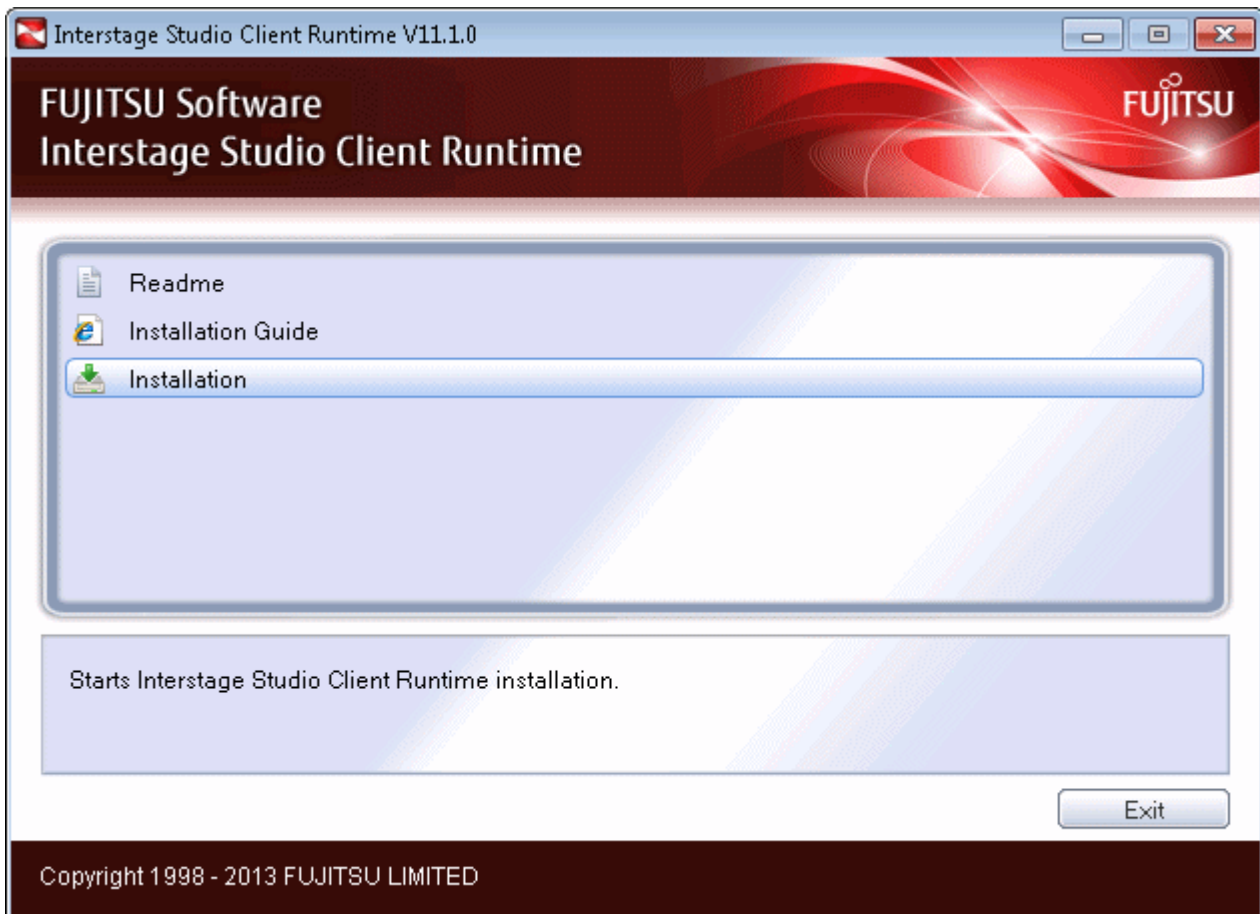 Interstage Studio Client Runtime V11.1.0
FUJITSU Software
Interstage Studio Client Runtime
FUJITSU
Readme
Installation Guide
Installation
Starts Interstage Studio Client Runtime installation.
Exit
Copyright 1998 - 2013 FUJITSU LIMITED